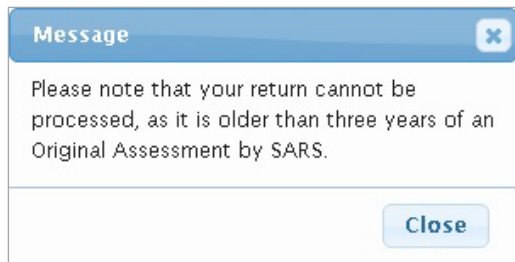 Message
Please note that your return cannot be
processed, as it is older than three years of an
Original Assessment by SARS.
Close